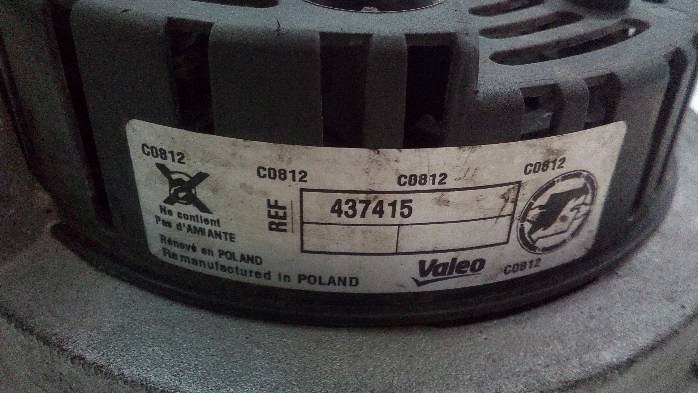 C0812
C0812
C0812
C0812
Ne contient
Pas d'AMIANTE
REF
437415
Rénové en POLAND
Remanufactured in POLAND
Valeo
C0812